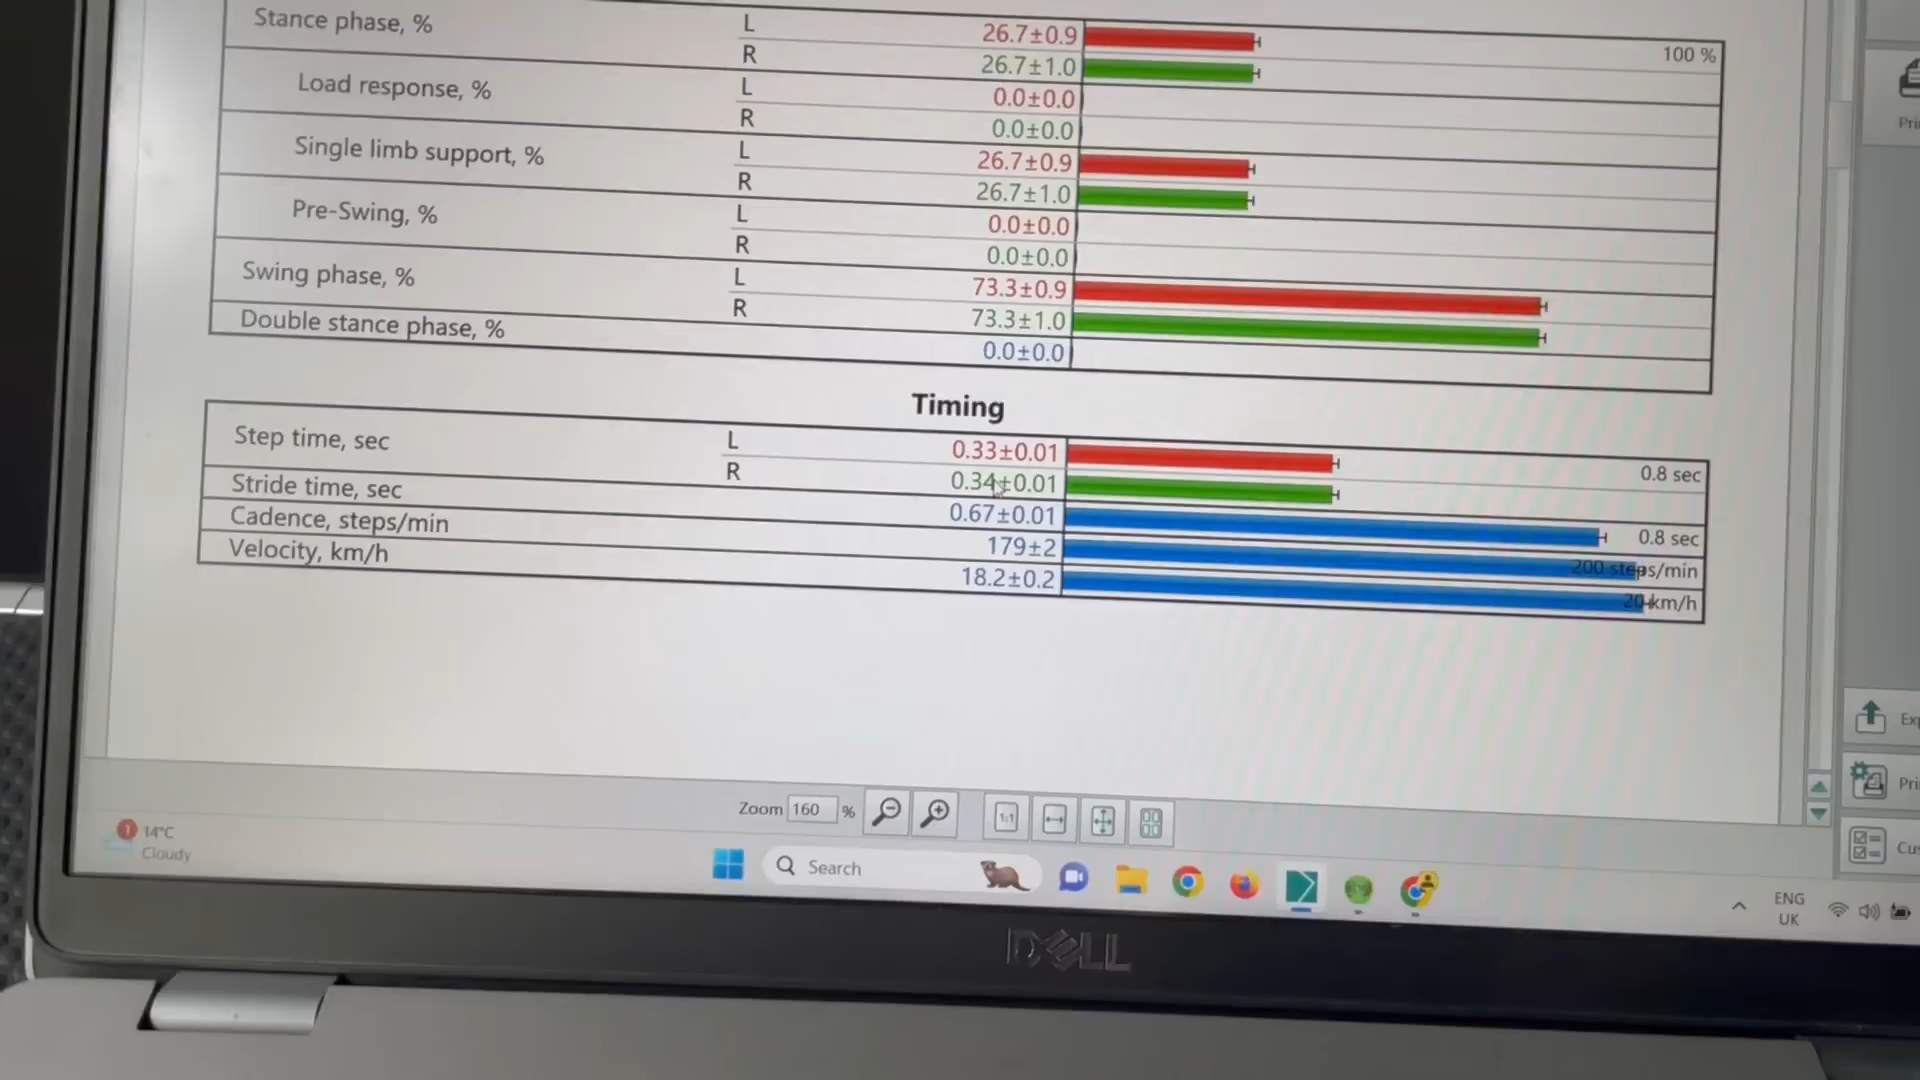 Stance phase, % L 26.7±0.9 100 %
R 26.7±1.0
Load response, % L 0.0±0.0
R 0.0±0.0
Single limb support, % L 26.7±0.9
R 26.7±1.0
Pre-Swing, % L 0.0±0.0
R 0.0±0.0
Swing phase, % L 73.3±0.9
R 73.3±1.0
Double stance phase, % 0.0±0.0
Timing
Step time, sec L 0.33±0.01 0.8 sec
R 0.34±0.01
Stride time, sec 0.67±0.01 0.8 sec
Cadence, steps/min 179±2 200 steps/min
Velocity, km/h 18.2±0.2 20 km/h
Zoom 160 %
1:1
1 14°C
Cloudy
Search
ENG
UK
DELL